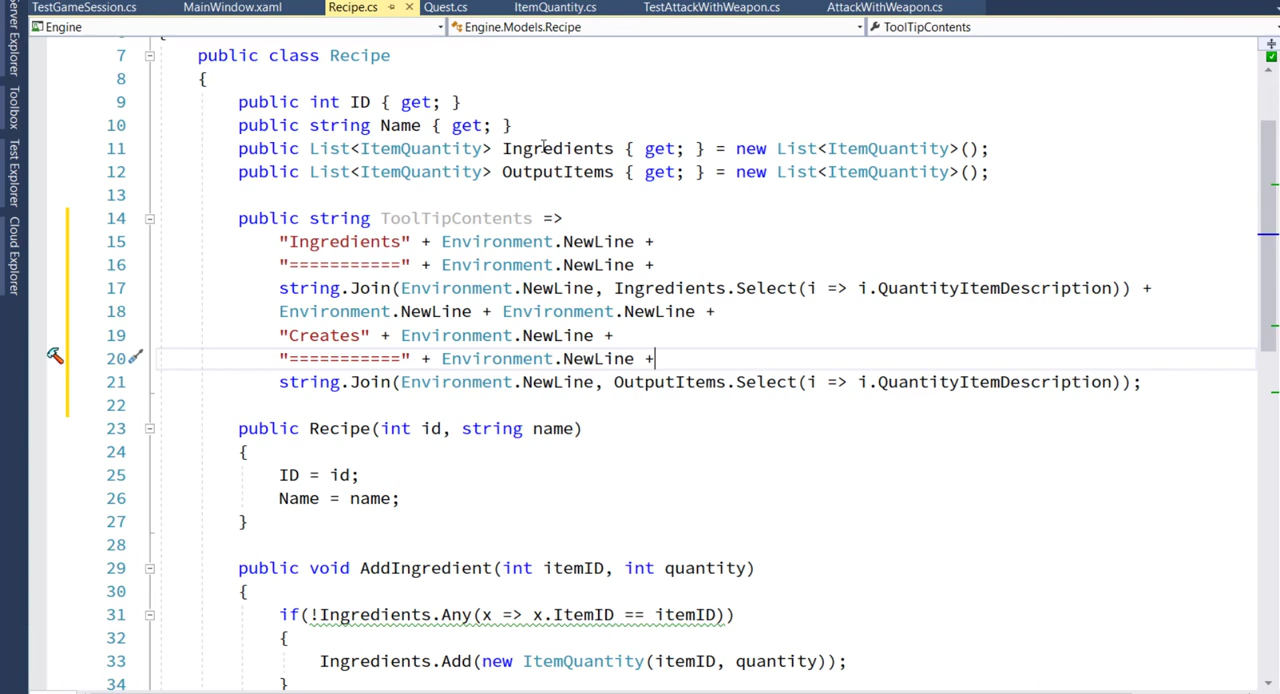 TestGameSession.cs MainWindow.xaml Recipe.cs Quest.cs ItemQuantity.cs TestAttackWithWeapon.cs AttackWithWeapon.cs
Engine Engine.Models.Recipe ToolTipContents
Server Explorer
Toolbox
Test Explorer
Cloud Explorer
7 public class Recipe
8 {
9 public int ID { get; }
10 public string Name { get; }
11 public List<ItemQuantity> Ingredients { get; } = new List<ItemQuantity>();
12 public List<ItemQuantity> OutputItems { get; } = new List<ItemQuantity>();
13
14 public string ToolTipContents =>
15 "Ingredients" + Environment.NewLine +
16 "===========" + Environment.NewLine +
17 string.Join(Environment.NewLine, Ingredients.Select(i => i.QuantityItemDescription)) +
18 Environment.NewLine + Environment.NewLine +
19 "Creates" + Environment.NewLine +
20 "===========" + Environment.NewLine +
21 string.Join(Environment.NewLine, OutputItems.Select(i => i.QuantityItemDescription));
22
23 public Recipe(int id, string name)
24 {
25 ID = id;
26 Name = name;
27 }
28
29 public void AddIngredient(int itemID, int quantity)
30 {
31 if(!Ingredients.Any(x => x.ItemID == itemID))
32 {
33 Ingredients.Add(new ItemQuantity(itemID, quantity));
34 }